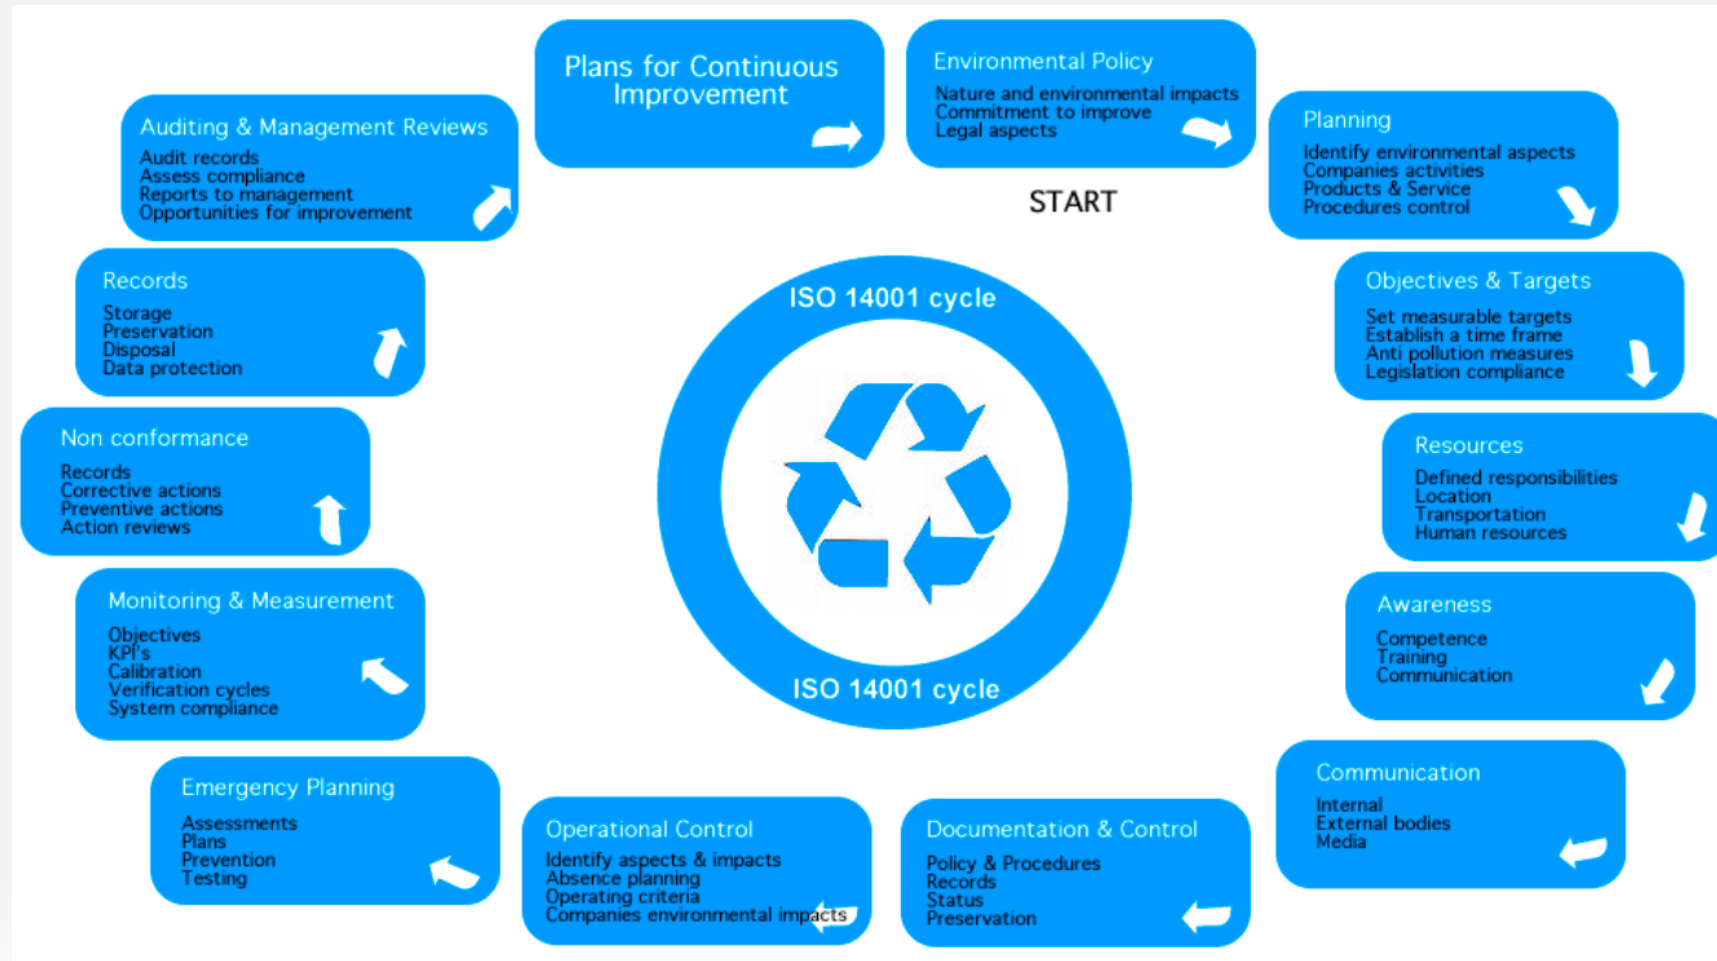 Plans for Continuous
Improvement
Environmental Policy
Nature and environmental impacts
Commitment to improve
Legal aspects
START
Planning
Identify environmental aspects
Companies activities
Products & Service
Procedures control
Objectives & Targets
Set measurable targets
Establish a time frame
Anti pollution measures
Legislation compliance
Resources
Defined responsibilities
Location
Transportation
Human resources
Awareness
Competence
Training
Communication
Communication
Internal
External bodies
Media
Documentation & Control
Policy & Procedures
Records
Status
Preservation
Operational Control
Identify aspects & impacts
Absence planning
Operating criteria
Companies environmental impacts
Emergency Planning
Assessments
Plans
Prevention
Testing
Monitoring & Measurement
Objectives
KPI's
Calibration
Verification cycles
System compliance
Non conformance
Records
Corrective actions
Preventive actions
Action reviews
Records
Storage
Preservation
Disposal
Data protection
Auditing & Management Reviews
Audit records
Assess compliance
Reports to management
Opportunities for improvement
ISO 14001 cycle
ISO 14001 cycle